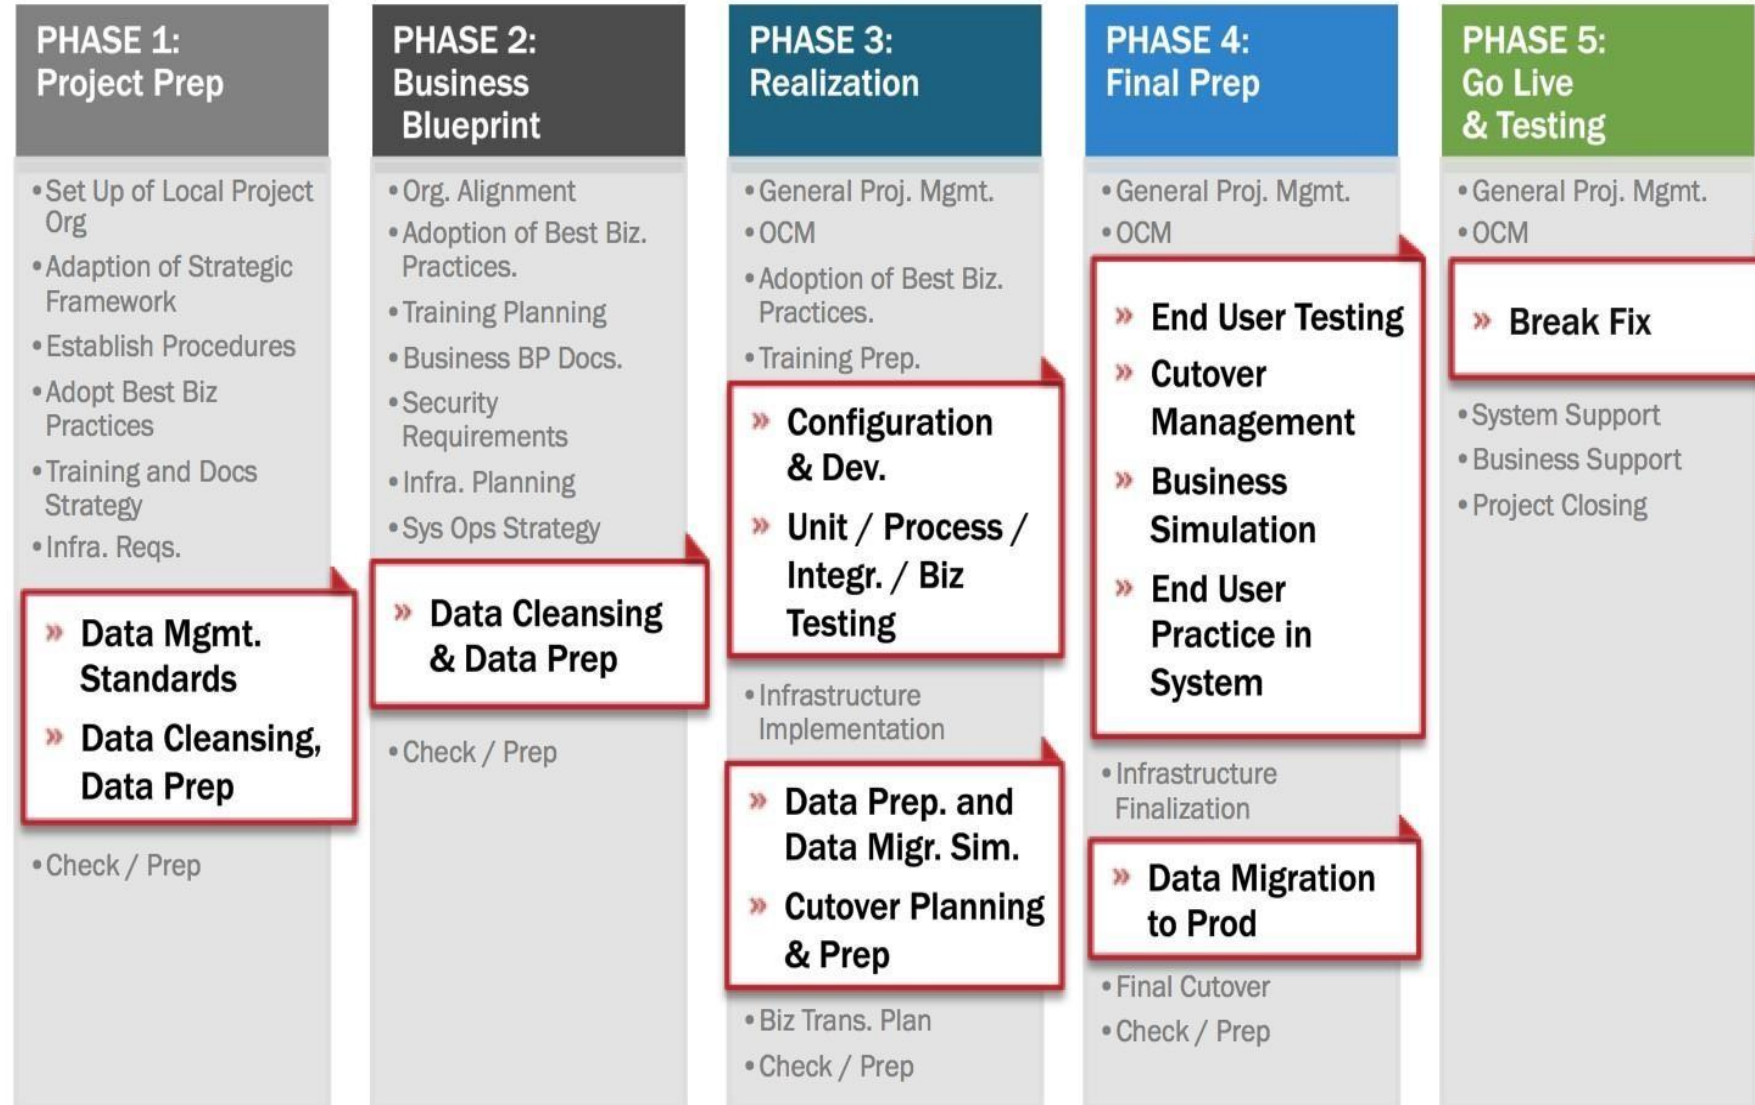 PHASE 1:
Project Prep
• Set Up of Local Project
Org
• Adaption of Strategic
Framework
• Establish Procedures
• Adopt Best Biz
Practices
• Training and Docs
Strategy
• Infra. Reqs.
» Data Mgmt.
Standards
» Data Cleansing,
Data Prep
• Check / Prep
PHASE 2:
Business
Blueprint
• Org. Alignment
• Adoption of Best Biz.
Practices.
• Training Planning
• Business BP Docs.
• Security
Requirements
• Infra. Planning
• Sys Ops Strategy
» Data Cleansing
& Data Prep
• Check / Prep
PHASE 3:
Realization
• General Proj. Mgmt.
• OCM
• Adoption of Best Biz.
Practices.
• Training Prep.
» Configuration
& Dev.
» Unit / Process /
Integr. / Biz
Testing
• Infrastructure
Implementation
» Data Prep. and
Data Migr. Sim.
» Cutover Planning
& Prep
• Biz Trans. Plan
• Check / Prep
PHASE 4:
Final Prep
• General Proj. Mgmt.
• OCM
» End User Testing
» Cutover
Management
» Business
Simulation
» End User
Practice in
System
• Infrastructure
Finalization
» Data Migration
to Prod
• Final Cutover
• Check / Prep
PHASE 5:
Go Live
& Testing
• General Proj. Mgmt.
• OCM
» Break Fix
• System Support
• Business Support
• Project Closing